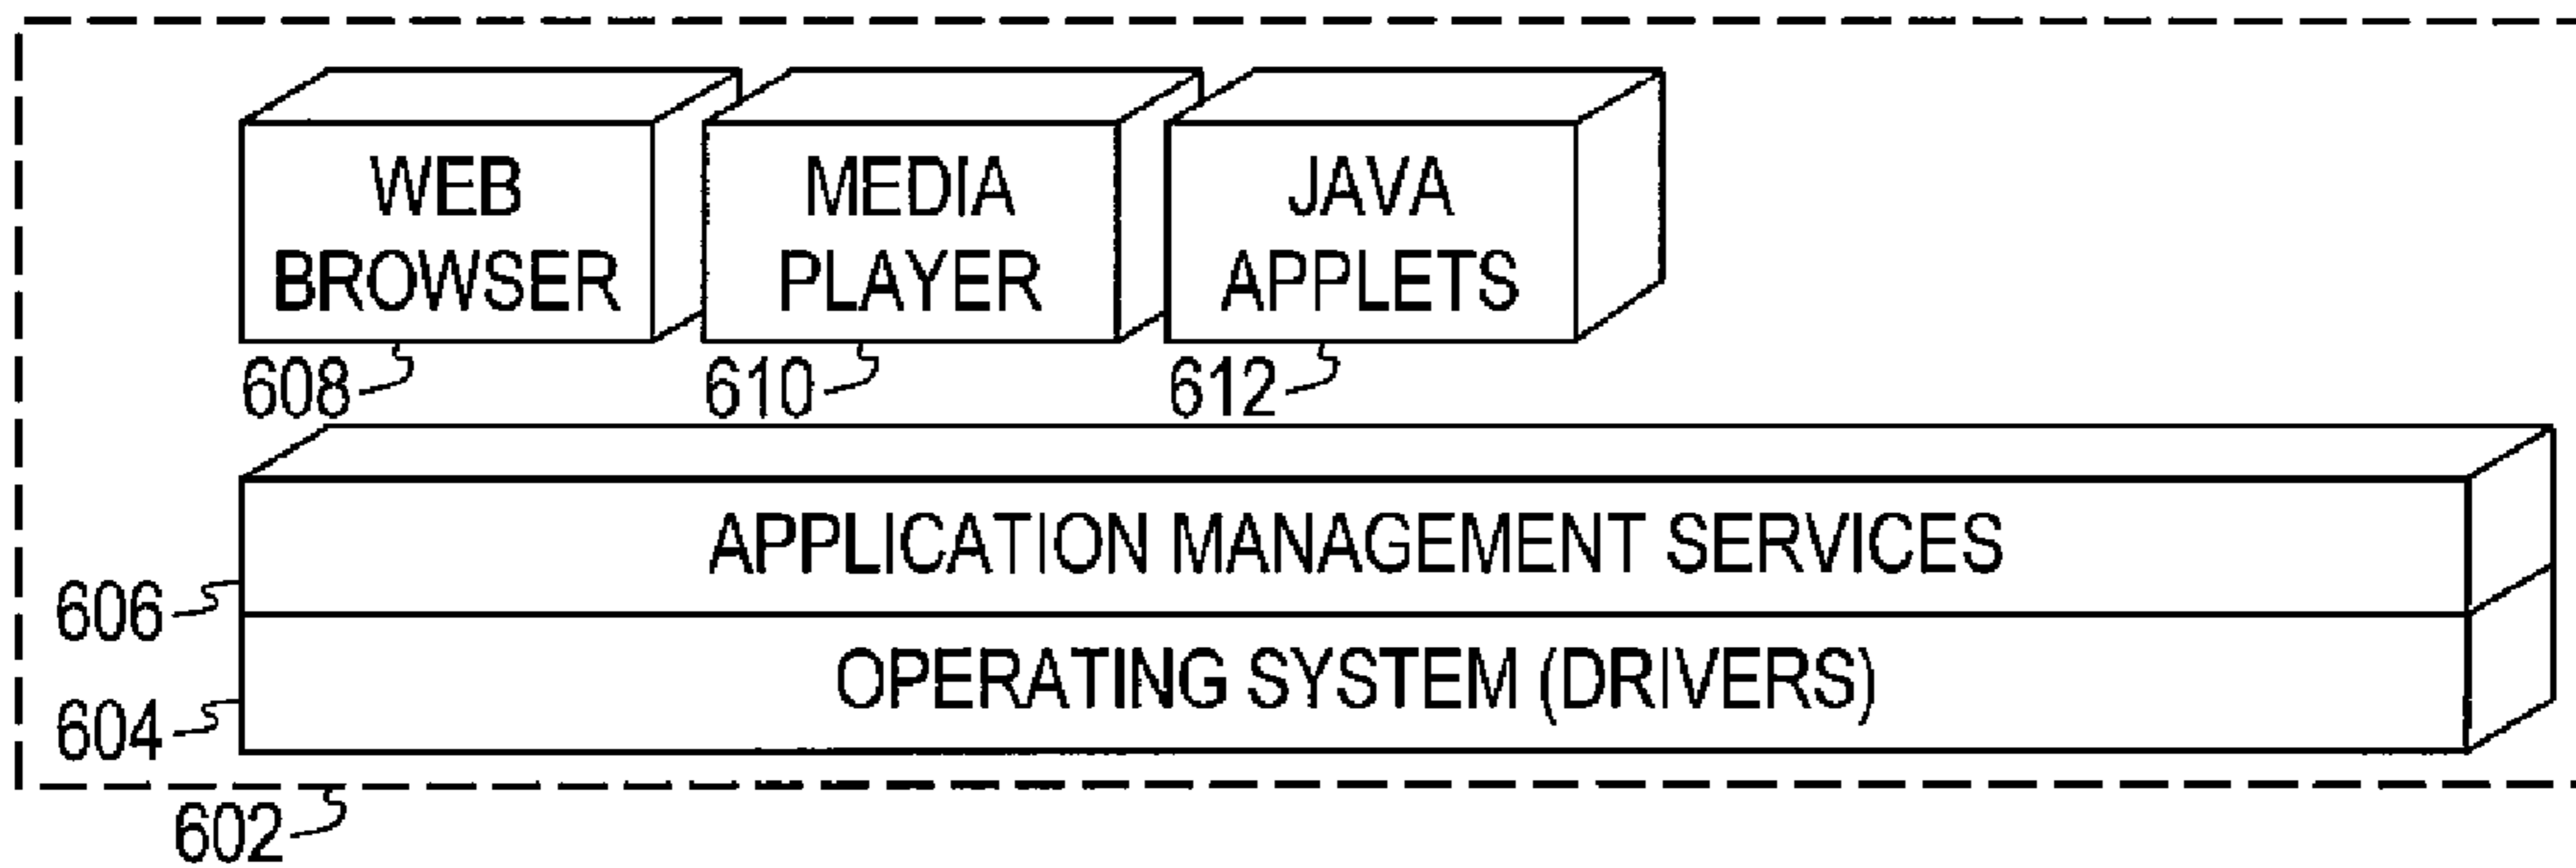 WEB
BROWSER
MEDIA
PLAYER
JAVA
APPLETS
608
610
612
APPLICATION MANAGEMENT SERVICES
606
OPERATING SYSTEM (DRIVERS)
604
602